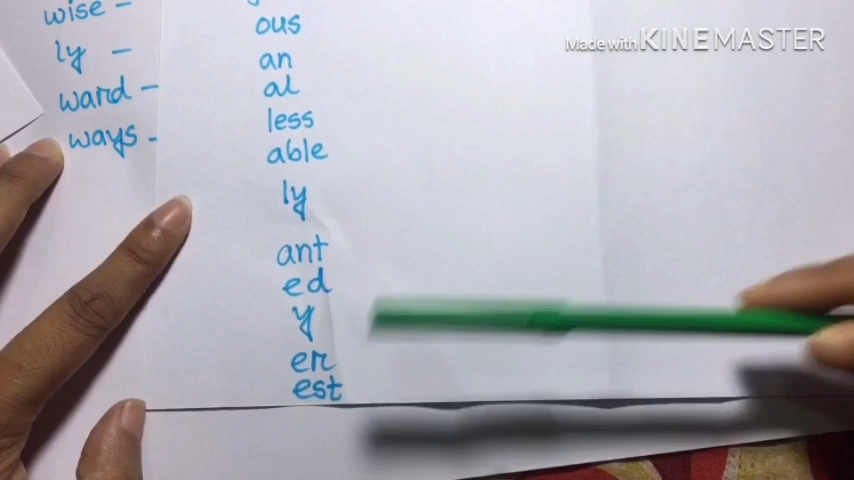 wise -
ly -
ward -
ways -
ous
an
al
less
able
ly
ant
ed
y
er
est
Made with KINEMASTER